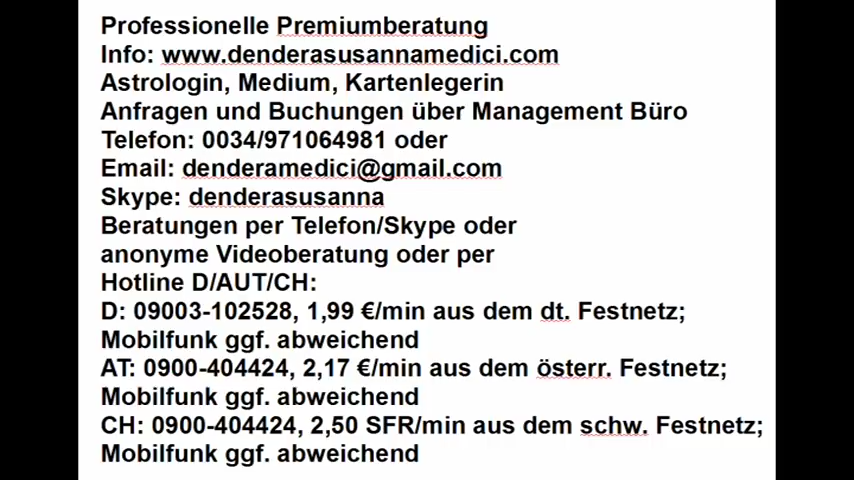 Professionelle Premiumberatung
Info: www.denderasusannamedici.com
Astrologin, Medium, Kartenlegerin
Anfragen und Buchungen über Management Büro
Telefon: 0034/971064981 oder
Email: denderamedici@gmail.com
Skype: denderasusanna
Beratungen per Telefon/Skype oder
anonyme Videoberatung oder per
Hotline D/AUT/CH:
D: 09003-102528, 1,99 €/min aus dem dt. Festnetz;
Mobilfunk ggf. abweichend
AT: 0900-404424, 2,17 €/min aus dem österr. Festnetz;
Mobilfunk ggf. abweichend
CH: 0900-404424, 2,50 SFR/min aus dem schw. Festnetz;
Mobilfunk ggf. abweichend